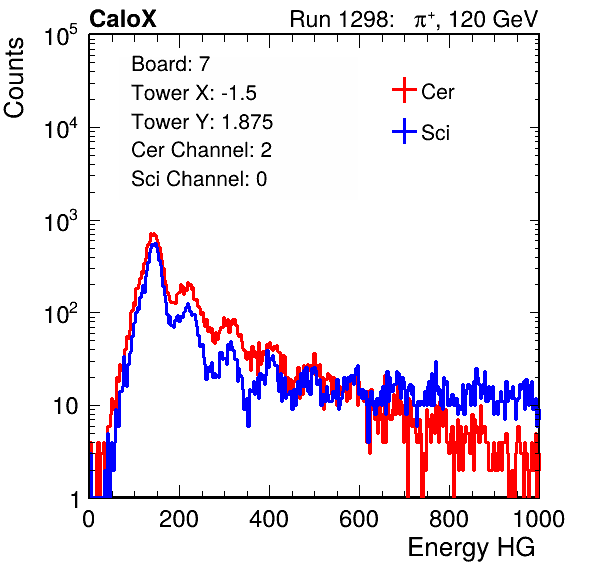 CaloX Run 1298: π⁺, 120 GeV
Counts
Board: 7
Tower X: -1.5
Tower Y: 1.875
Cer Channel: 2
Sci Channel: 0
Cer
Sci
10⁵
10⁴
10³
10²
10
1
0 200 400 600 800 1000
Energy HG